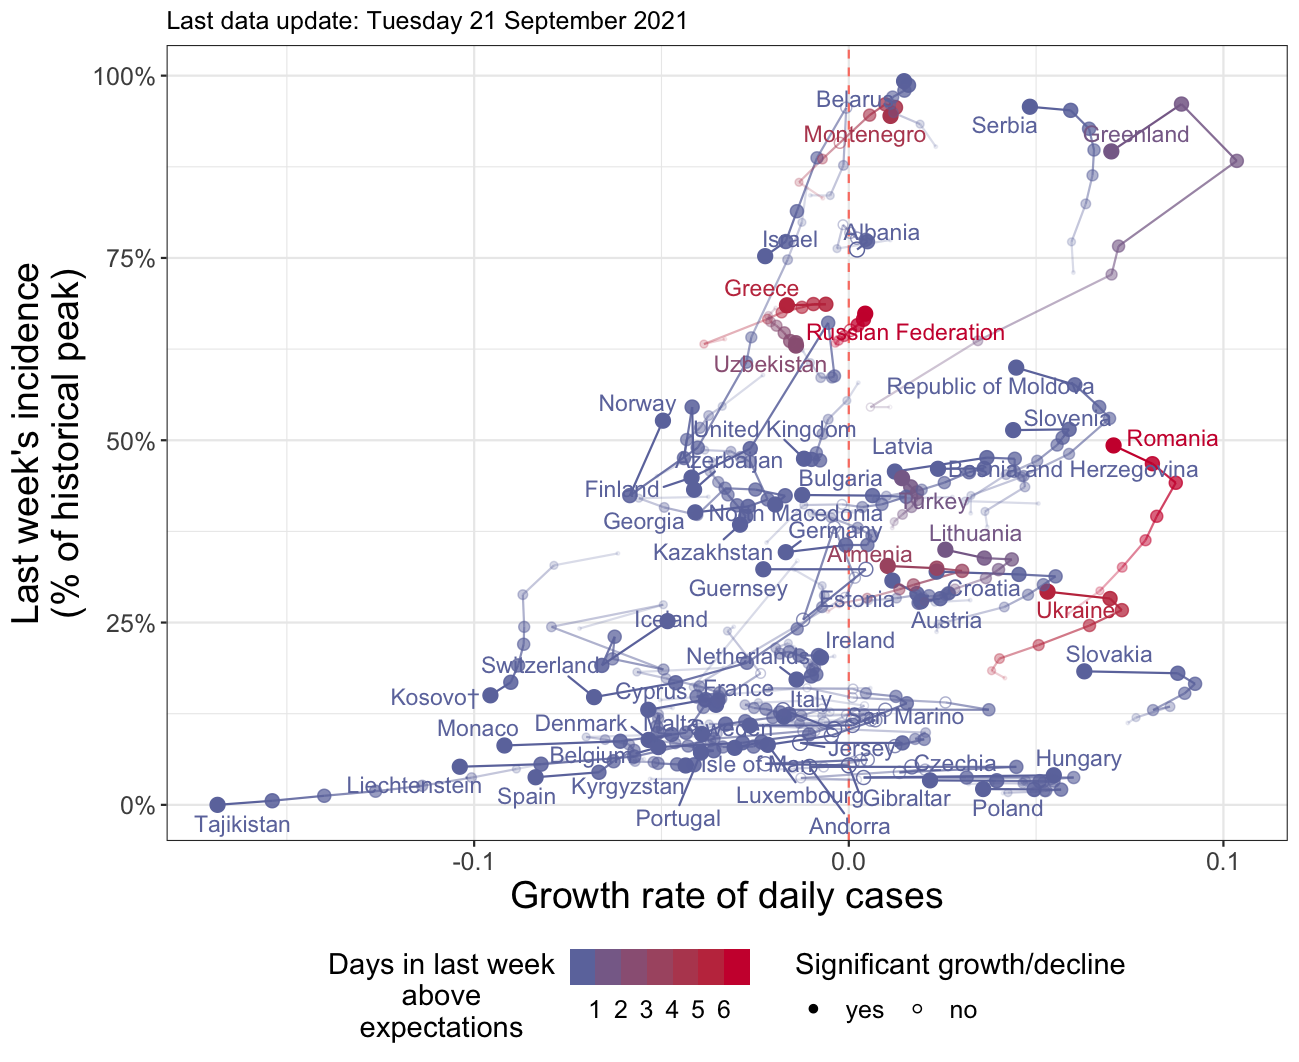 Last data update: Tuesday 21 September 2021
Last week's incidence
(% of historical peak)
100%
75%
50%
25%
0%
Belarus
Montenegro
Serbia
Greenland
Israel
Albania
Greece
Russian Federation
Uzbekistan
Republic of Moldova
Norway
Slovenia
United Kingdom
Romania
Latvia
Azerbaijan
Bosnia and Herzegovina
Bulgaria
Finland
Turkey
Georgia
North Macedonia
Germany
Lithuania
Kazakhstan
Armenia
Guernsey
Croatia
Estonia
Ukraine
Iceland
Austria
Ireland
Netherlands
Slovakia
Switzerland
Kosovo†
Cyprus
France
Italy
San Marino
Monaco
Denmark
Malta
Sweden
Jersey
Belgium
Isle of Man
Czechia
Hungary
Liechtenstein
Spain
Kyrgyzstan
Luxembourg
Gibraltar
Poland
Tajikistan
Portugal
Andorra
-0.1
0.0
0.1
Growth rate of daily cases
Days in last week
above
expectations
1 2 3 4 5 6
Significant growth/decline
yes
no